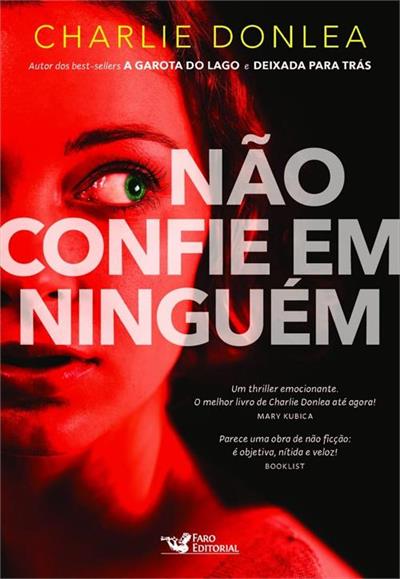 CHARLIE DONLEA
Autor dos best-sellers A GAROTA DO LAGO e DEIXADA PARA TRÁS
NÃO
CONFIE EM
NINGUÉM
Um thriller emocionante.
O melhor livro de Charlie Donlea até agora!
MARY KUBICA
Parece uma obra de não ficção:
é objetiva, nítida e veloz!
BOOKLIST
FARO
EDITORIAL